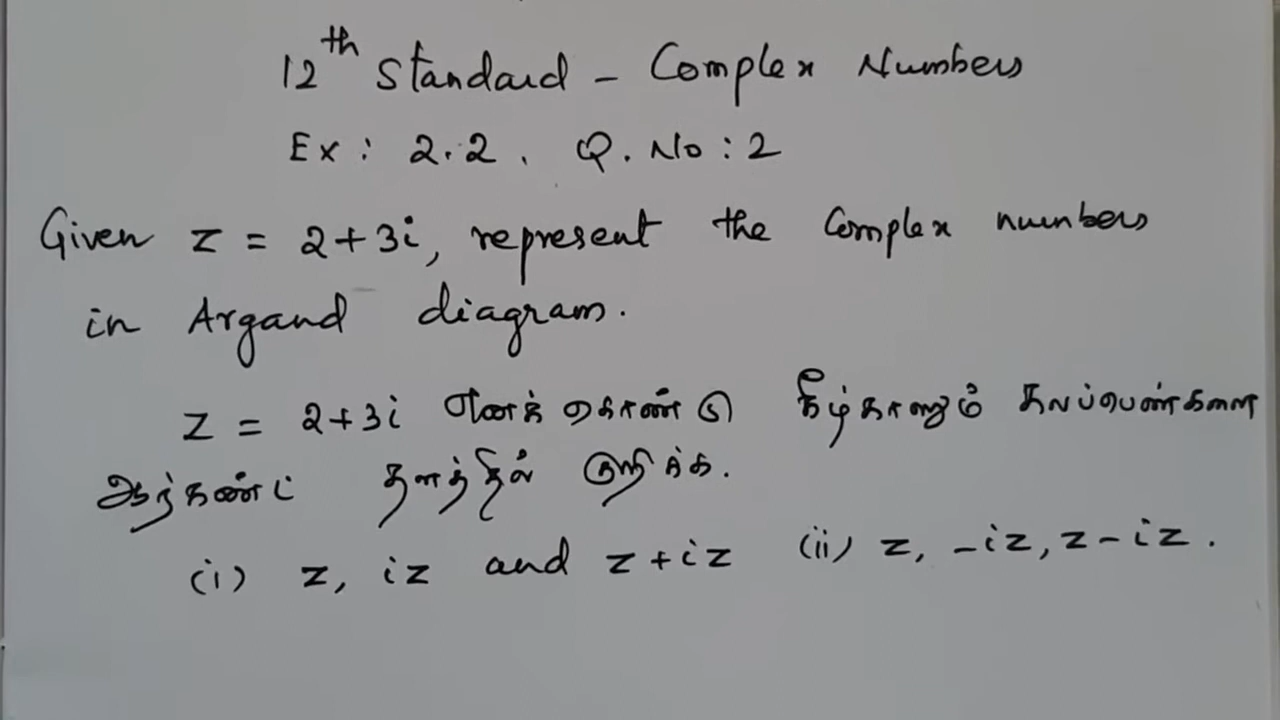 12th Standard - Complex Numbers
Ex: 2.2. Q. No: 2
Given z = 2+3i, represent the Complex numbers
in Argand diagram.
z = 2+3i எனக் கொண்டு கீழ்காணும் கலப்பெண்களை
ஆர்கண்ட் தளத்தில் குறிக்க.
(i) z, iz and z+iz (ii) z, -iz, z-iz.